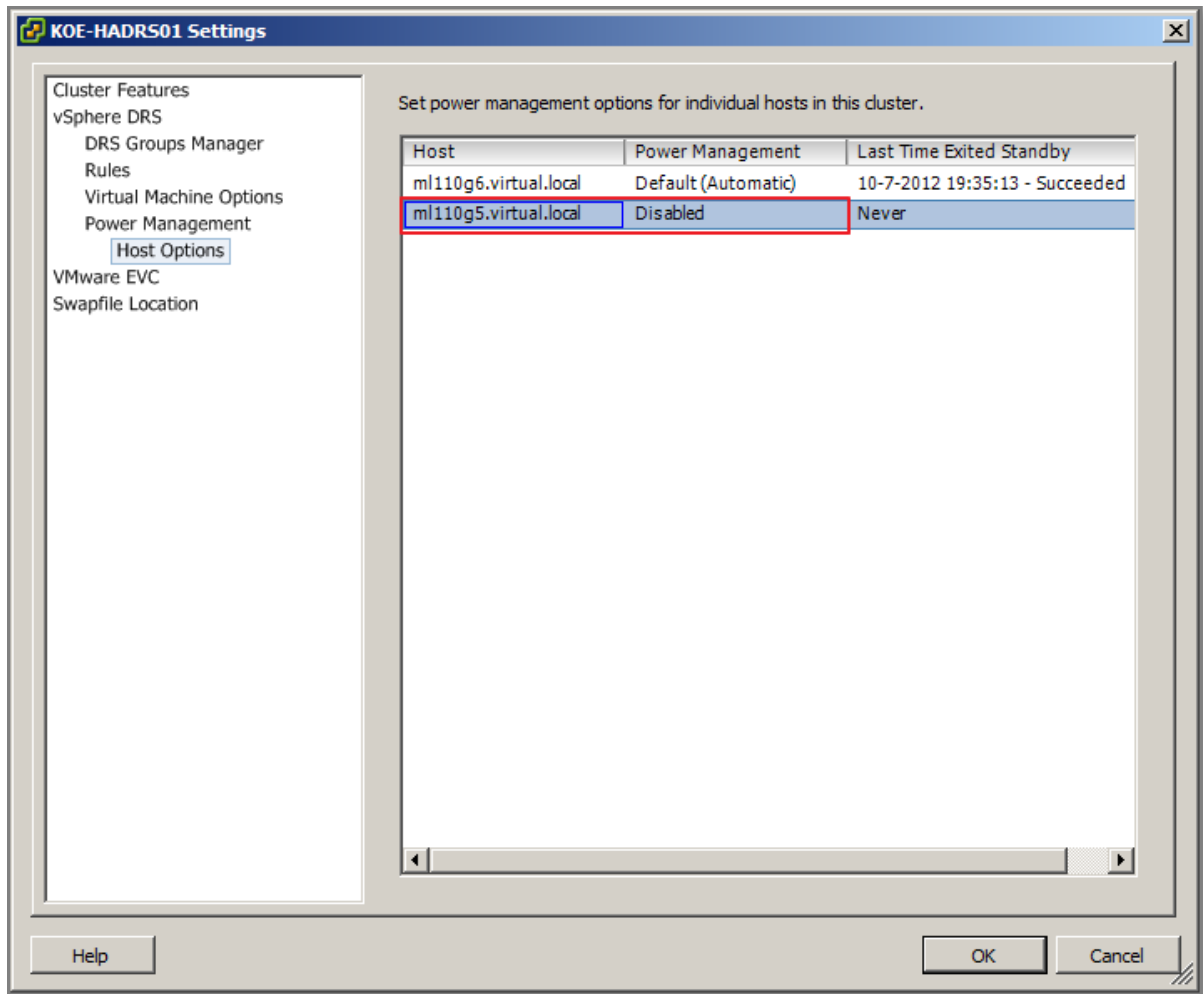 KOE-HADRS01 Settings
Cluster Features
vSphere DRS
DRS Groups Manager
Rules
Virtual Machine Options
Power Management
Host Options
VMware EVC
Swapfile Location
Set power management options for individual hosts in this cluster.
Host Power Management Last Time Exited Standby
ml110g6.virtual.local Default (Automatic) 10-7-2012 19:35:13 - Succeeded
ml110g5.virtual.local Disabled Never
Help OK Cancel